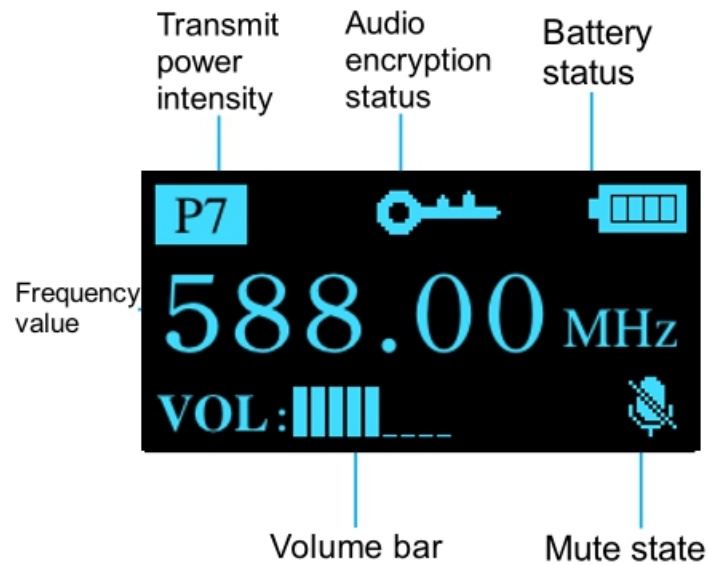 Transmit
power
intensity
Audio
encryption
status
Battery
status
P7
Frequency
value
588.00 MHz
VOL:
Volume bar
Mute state